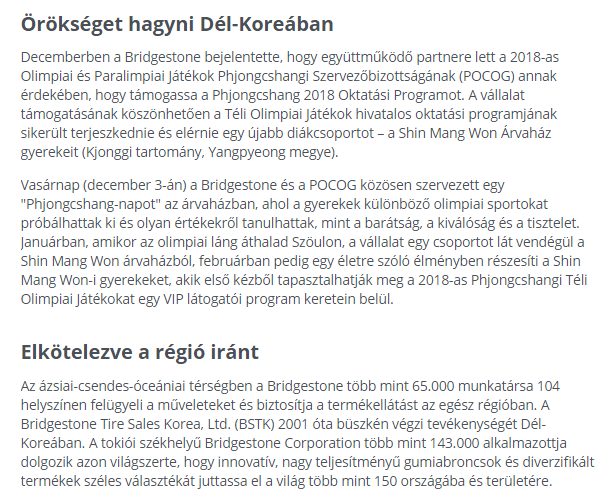 Örökséget hagyni Dél-Koreában
Decemberben a Bridgestone bejelentette, hogy együttműködő partnere lett a 2018-as
Olimpiai és Paralimpiai Játékok Phjongcshangi Szervezőbizottságának (POCOG) annak
érdekében, hogy támogassa a Phjongcshang 2018 Oktatási Programot. A vállalat
támogatásának köszönhetően a Téli Olimpiai Játékok hivatalos oktatási programjának
sikerült terjeszkednie és elérnie egy újabb diákcsoportot – a Shin Mang Won Árvaház
gyerekeit (Kjonggi tartomány, Yangpyeong megye).
Vasárnap (december 3-án) a Bridgestone és a POCOG közösen szervezett egy
"Phjongcshang-napot" az árvaházban, ahol a gyerekek különböző olimpiai sportokat
próbálhattak ki és olyan értékekről tanulhattak, mint a barátság, a kiválóság és a tisztelet.
Januárban, amikor az olimpiai láng áthalad Szöulon, a vállalat egy csoportot lát vendégül a
Shin Mang Won árvaházból, februárban pedig egy életre szóló élményben részesíti a Shin
Mang Won-i gyerekeket, akik első kézből tapasztalhatják meg a 2018-as Phjongcshangi Téli
Olimpiai Játékokat egy VIP látogatói program keretein belül.
Elkötelezve a régió iránt
Az ázsiai-csendes-óceániai térségben a Bridgestone több mint 65.000 munkatársa 104
helyszínen felügyeli a műveleteket és biztosítja a termékellátást az egész régióban. A
Bridgestone Tire Sales Korea, Ltd. (BSTK) 2001 óta büszkén végzi tevékenységét Dél-
Koreában. A tokiói székhelyű Bridgestone Corporation több mint 143.000 alkalmazottja
dolgozik azon világszerte, hogy innovatív, nagy teljesítményű gumiabroncsok és diverzifikált
termékek széles választékát juttassa el a világ több mint 150 országába és területére.